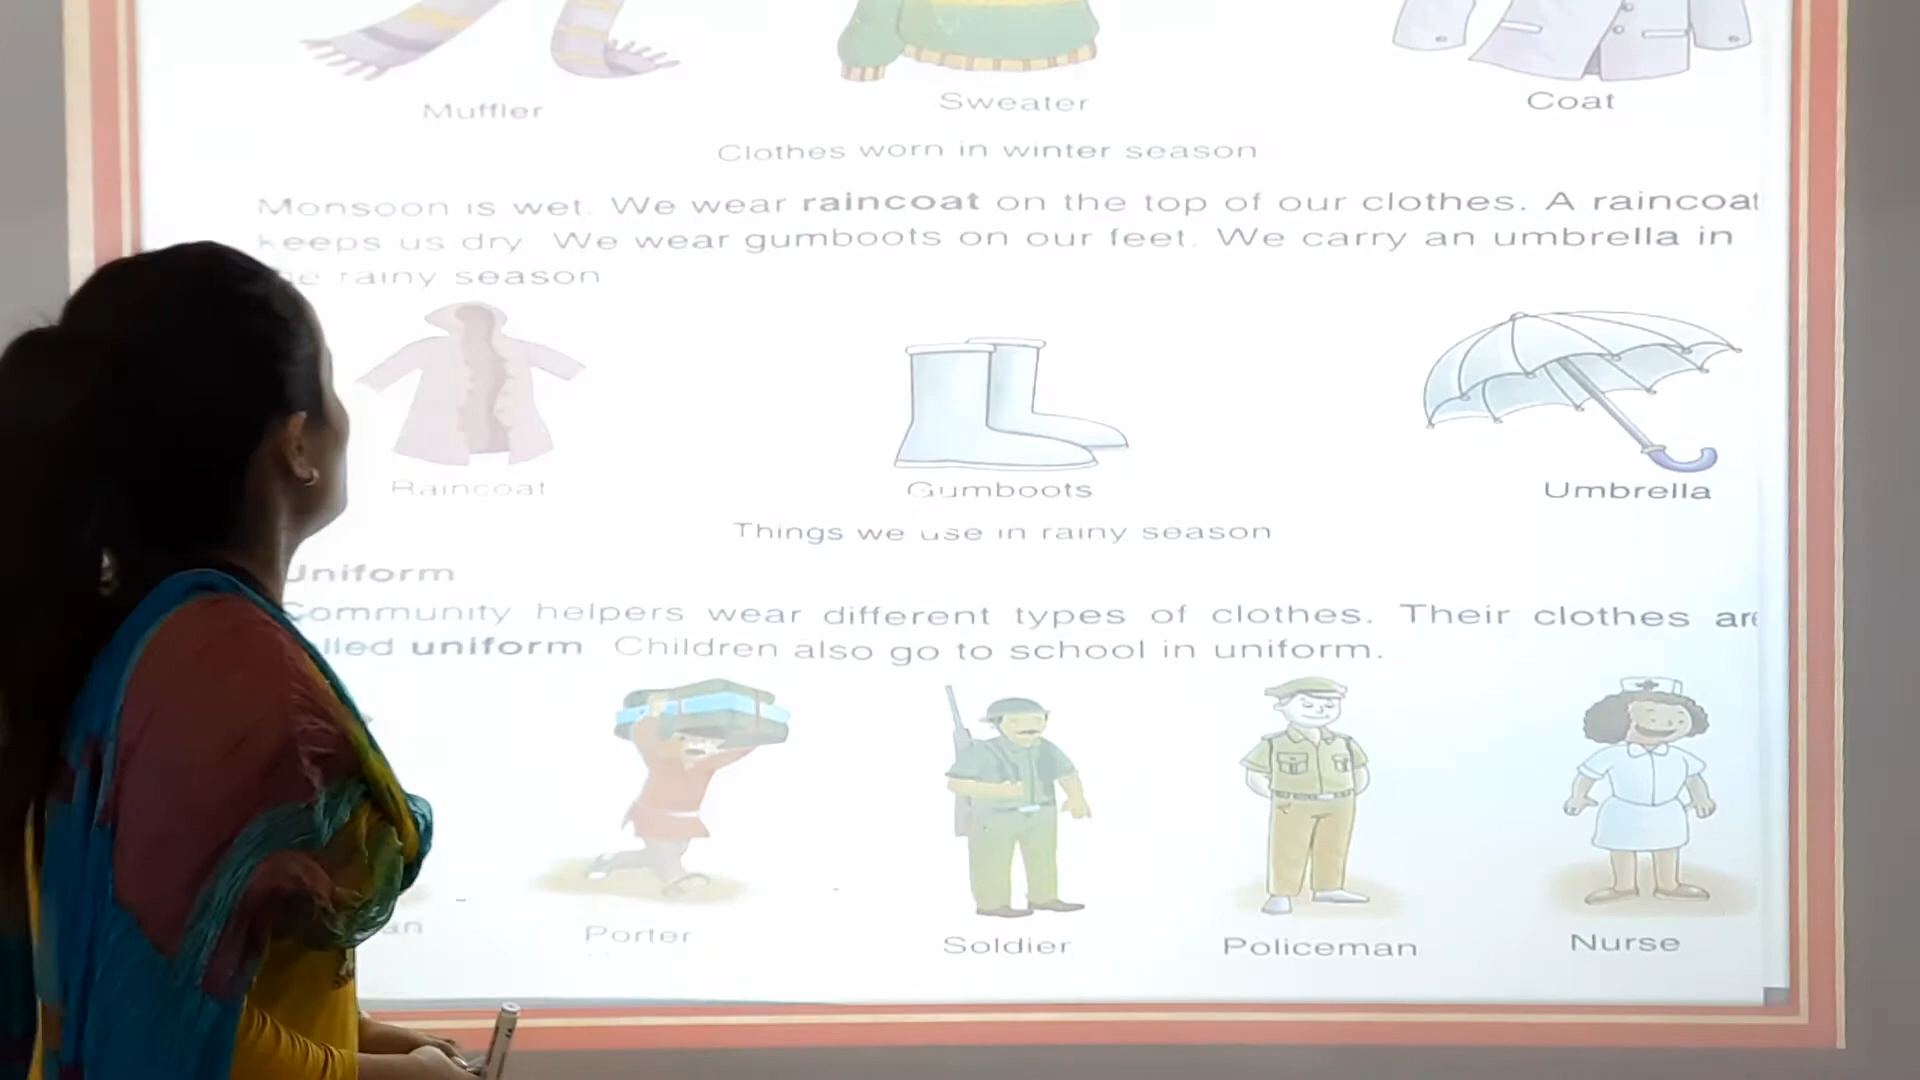 Muffler
Sweater
Coat
Clothes worn in winter season
Monsoon is wet. We wear raincoat on the top of our clothes. A raincoat
keeps us dry We wear gumboots on our feet. We carry an umbrella in
rainy season
Raincoat
Gumboots
Umbrella
Things we use in rainy season
Uniform
Community helpers wear different types of clothes. Their clothes are
uniform Children also go to school in uniform.
Porter
Soldier
Policeman
Nurse